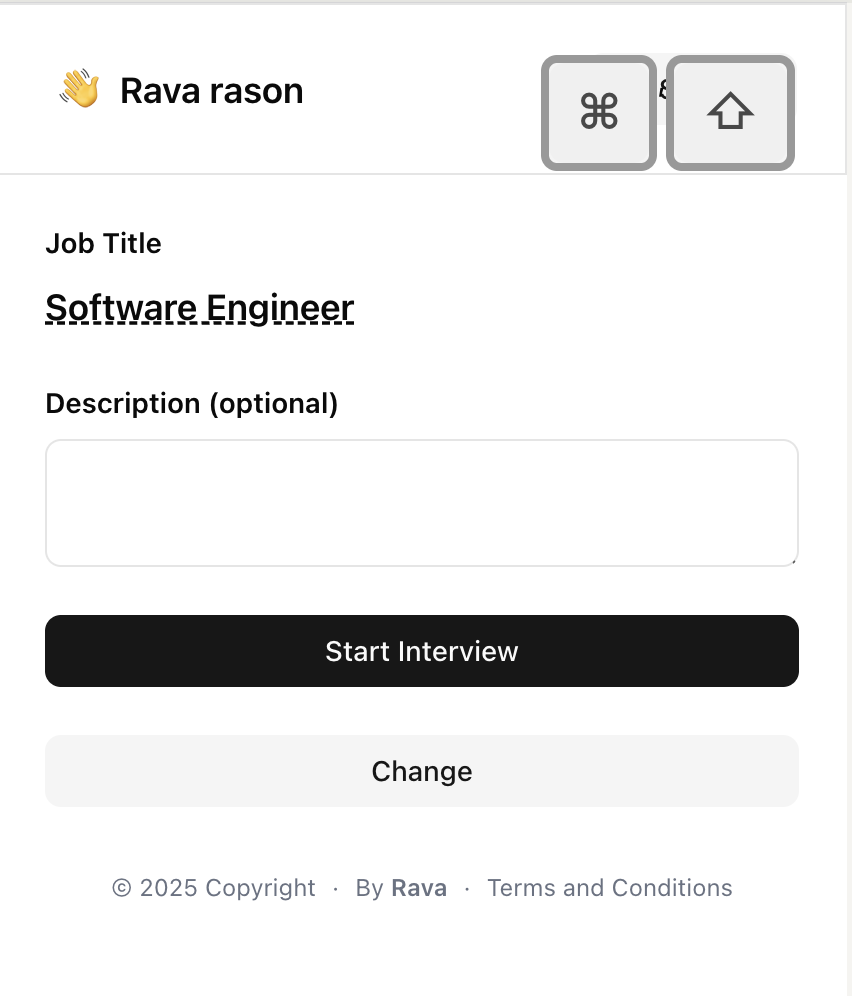 👋 Rava rason
⌘ ⇧
Job Title
Software Engineer
Description (optional)
Start Interview
Change
© 2025 Copyright · By Rava · Terms and Conditions